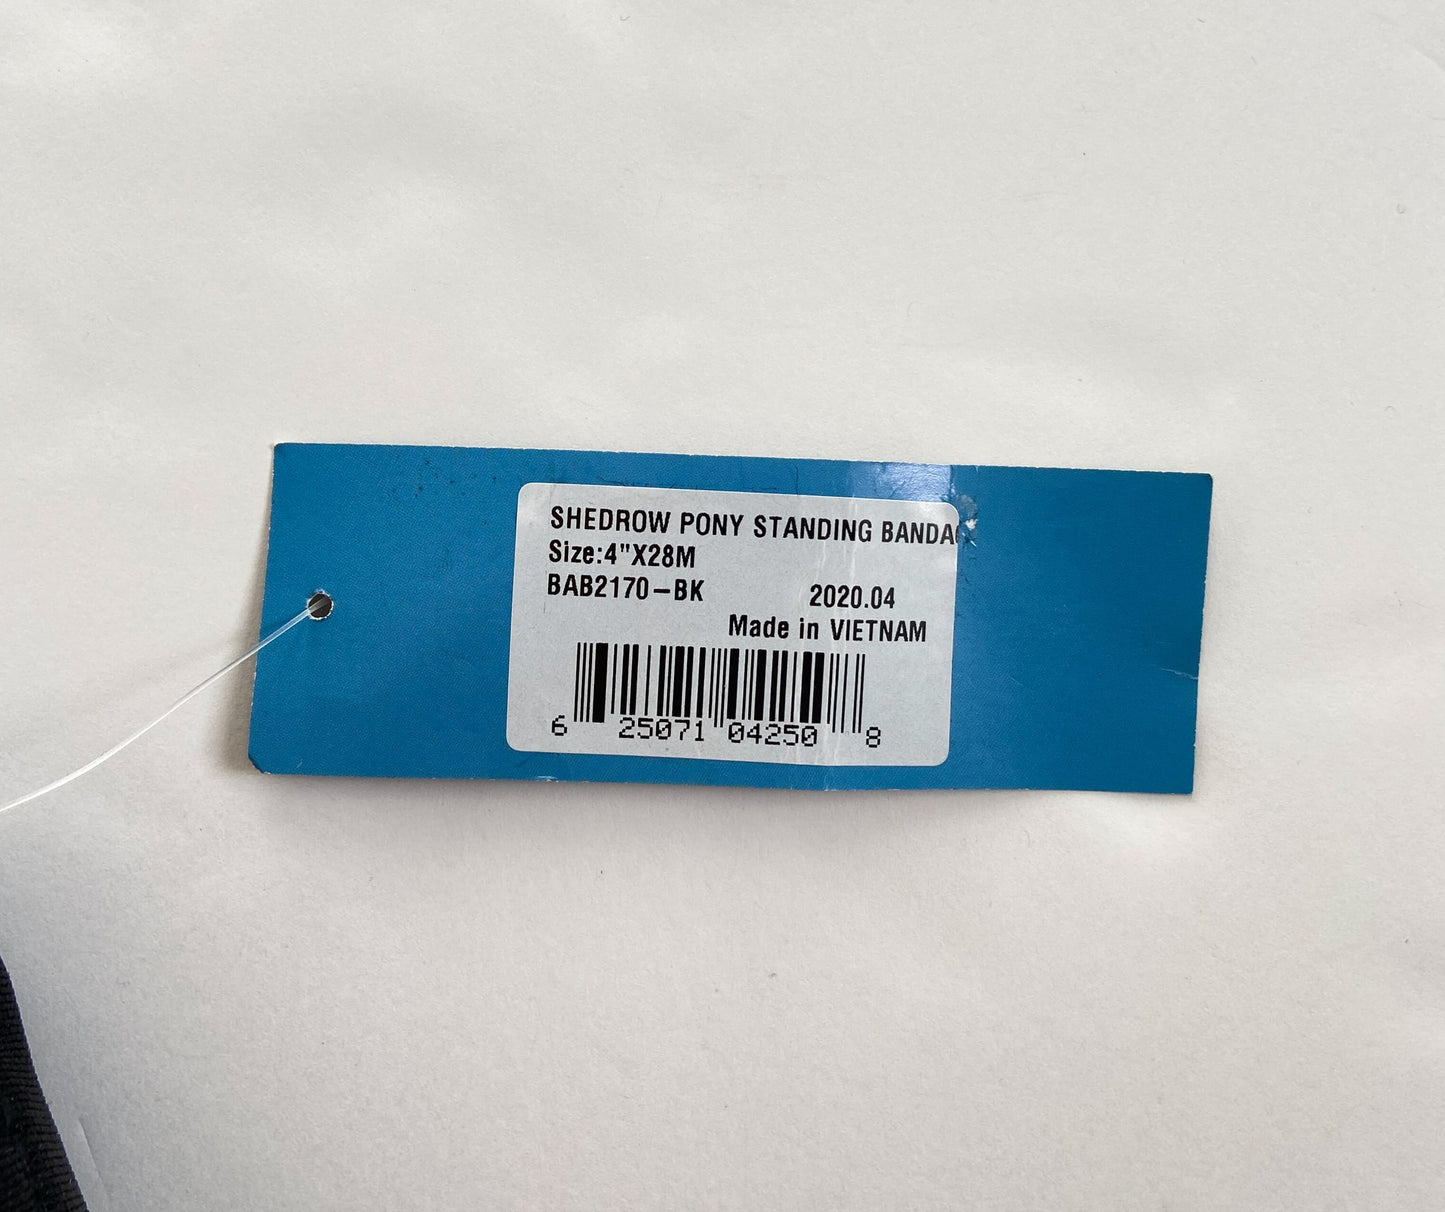 SHEDROW PONY STANDING BANDAG
Size:4"X28M
BAB2170-BK 2020.04
Made in VIETNAM
6 25071 04250 8